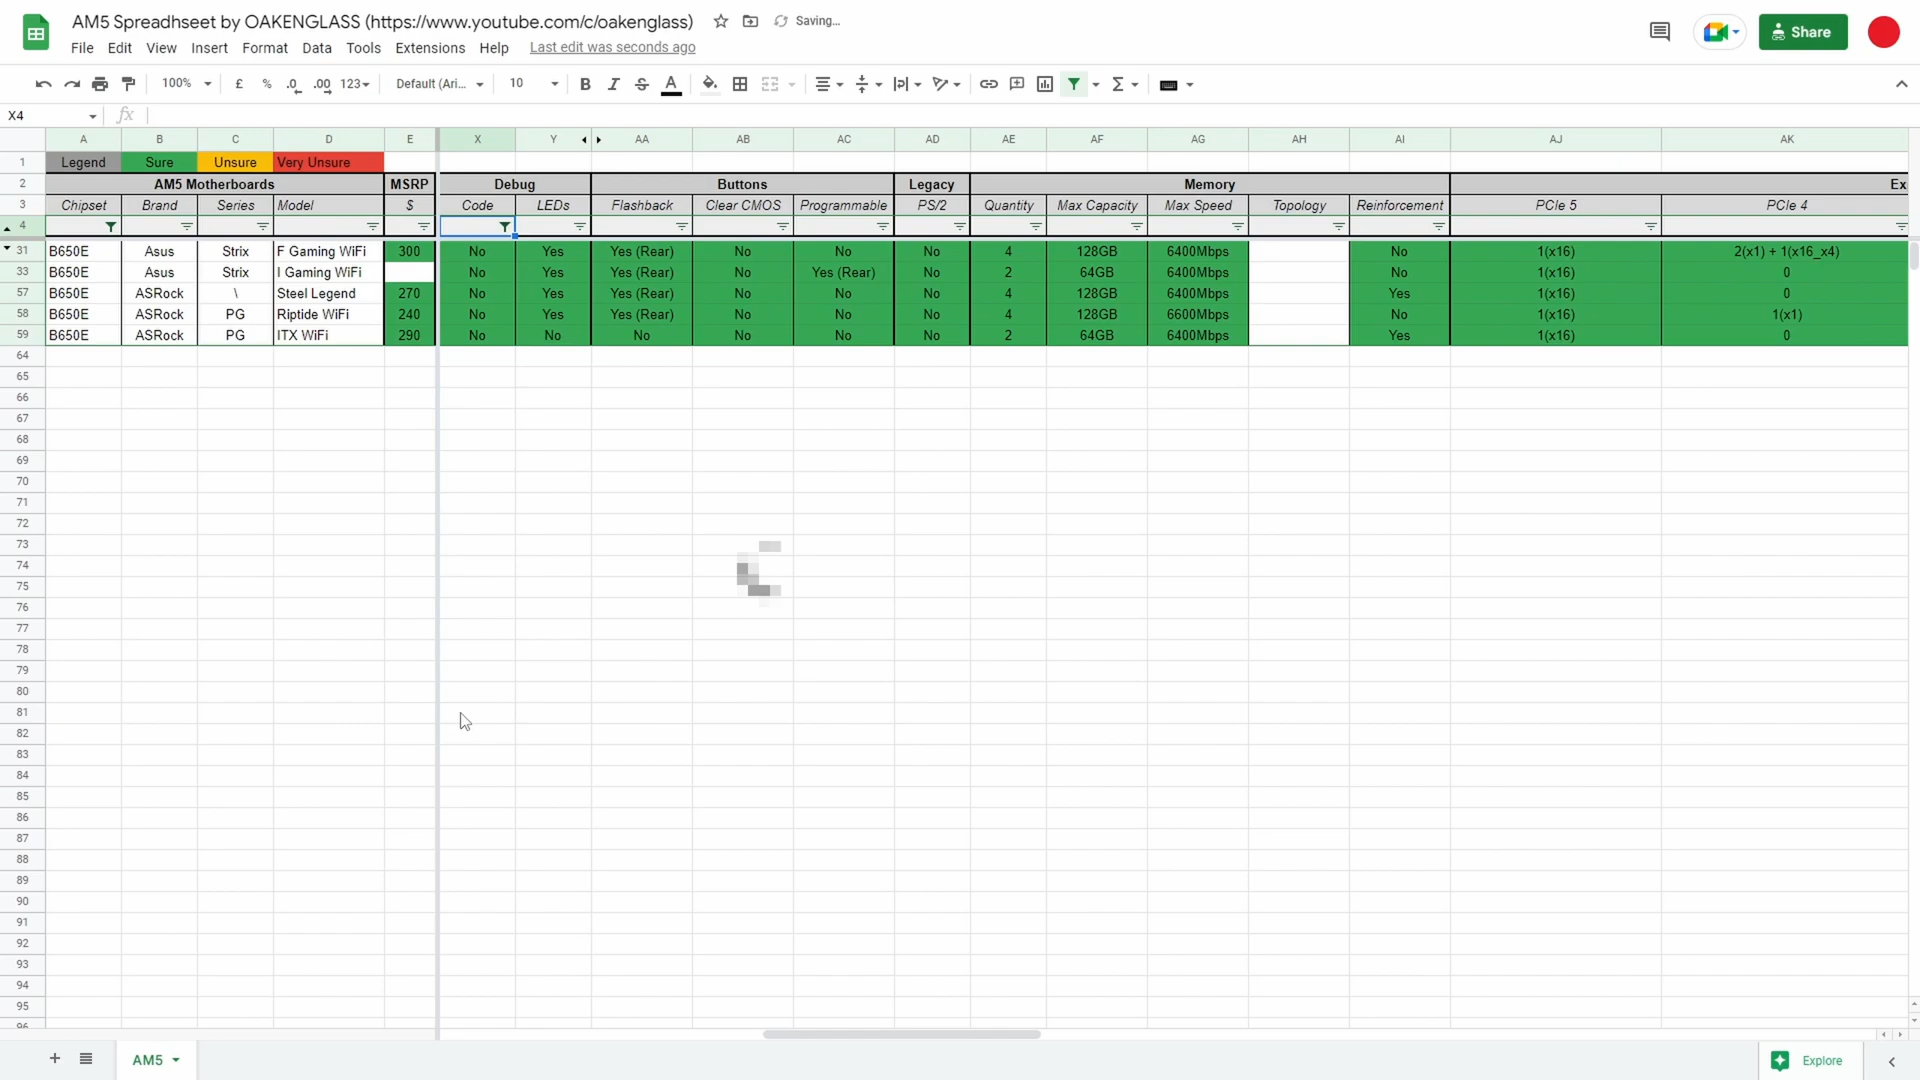 AM5 Spreadhseet by OAKENGLASS (https://www.youtube.com/c/oakenglass) Saving...
File Edit View Insert Format Data Tools Extensions Help Last edit was seconds ago
Share
100% £ % .0 .00 123 Default (Ari... 10 B I S A
X4 fx
A B C D E X Y AA AB AC AD AE AF AG AH AI AJ AK
1 Legend Sure Unsure Very Unsure
2 AM5 Motherboards MSRP Debug Buttons Legacy Memory Ex
3 Chipset Brand Series Model $ Code LEDs Flashback Clear CMOS Programmable PS/2 Quantity Max Capacity Max Speed Topology Reinforcement PCIe 5 PCIe 4
4
31 B650E Asus Strix F Gaming WiFi 300 No Yes Yes (Rear) No No No 4 128GB 6400Mbps No 1(x16) 2(x1) + 1(x16_x4)
33 B650E Asus Strix I Gaming WiFi No Yes Yes (Rear) No Yes (Rear) No 2 64GB 6400Mbps No 1(x16) 0
57 B650E ASRock \ Steel Legend 270 No Yes Yes (Rear) No No No 4 128GB 6400Mbps Yes 1(x16) 0
58 B650E ASRock PG Riptide WiFi 240 No Yes Yes (Rear) No No No 4 128GB 6600Mbps No 1(x16) 1(x1)
59 B650E ASRock PG ITX WiFi 290 No No No No No No 2 64GB 6400Mbps Yes 1(x16) 0
64
65
66
67
68
69
70
71
72
73
74
75
76
77
78
79
80
81
82
83
84
85
86
87
88
89
90
91
92
93
94
95
96
AM5 Explore